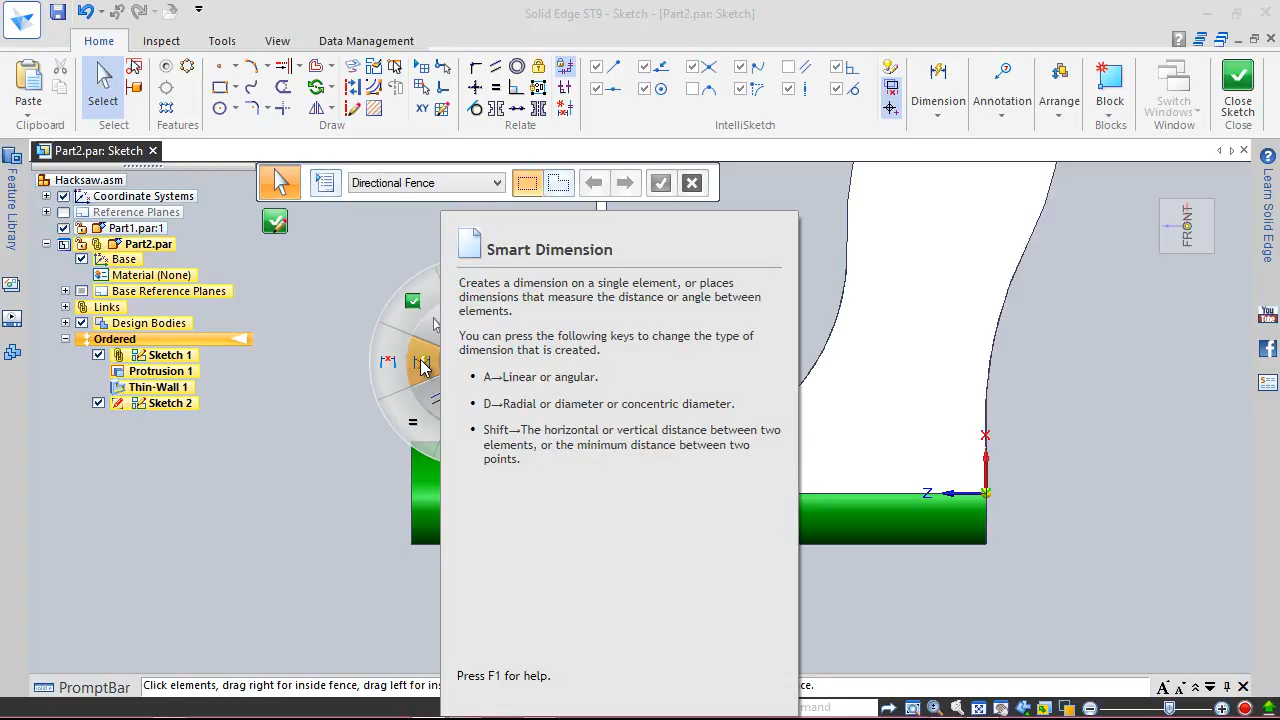 Solid Edge ST9 - Sketch - [Part2.par: Sketch]
Home
Inspect
Tools
View
Data Management
Paste
Select
Dimension
Annotation
Arrange
Block
Switch
Windows
Close
Sketch
Clipboard
Select
Features
Draw
Relate
IntelliSketch
Blocks
Window
Close
Part2.par: Sketch
Feature Library
Hacksaw.asm
Coordinate Systems
Reference Planes
Part1.par:1
Part2.par
Base
Material (None)
Base Reference Planes
Links
Design Bodies
Ordered
Sketch 1
Protrusion 1
Thin-Wall 1
Sketch 2
Directional Fence
Smart Dimension
Creates a dimension on a single element, or places
dimensions that measure the distance or angle between
elements.
You can press the following keys to change the type of
dimension that is created.
• A→Linear or angular.
• D→Radial or diameter or concentric diameter.
• Shift→The horizontal or vertical distance between two
elements, or the minimum distance between two
points.
Press F1 for help.
FRONT
X
Z
Learn Solid Edge
You
Tube
PromptBar
Click elements, drag right for inside fence, drag left for ins
ce.
mmand